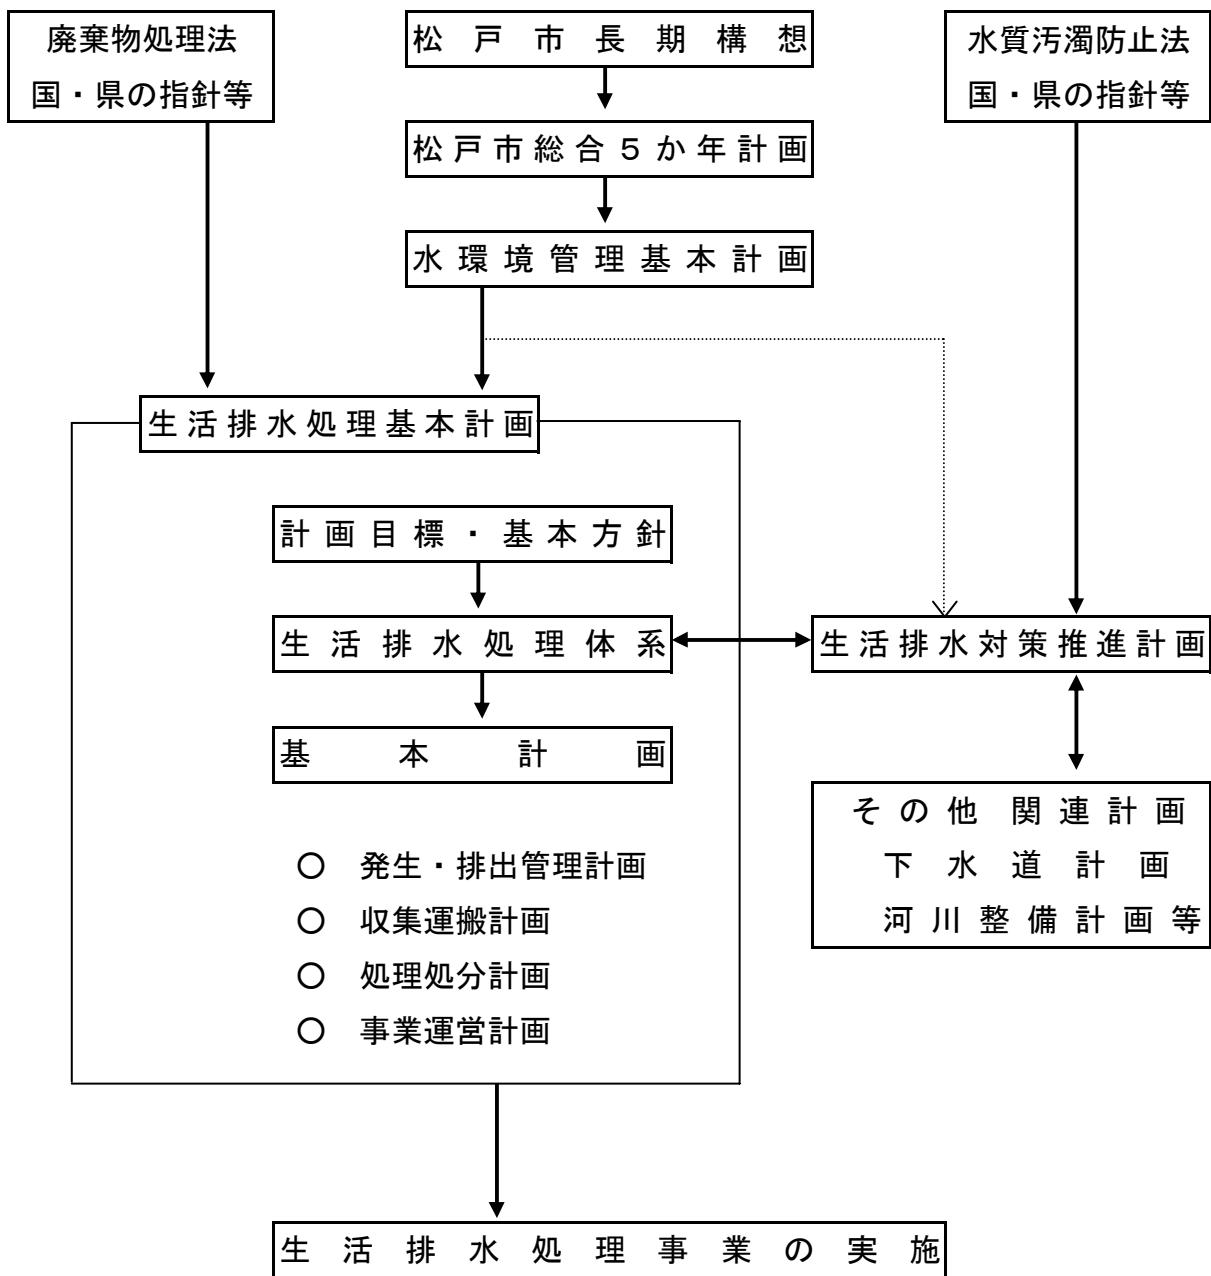 廃棄物処理法
国・県の指針等
松戸市長期構想
水質汚濁防止法
国・県の指針等
松戸市総合5か年計画
水環境管理基本計画
生活排水処理基本計画
計画目標・基本方針
生活排水処理体系
生活排水対策推進計画
基本計画
その他 関連計画
下水道計画
河川整備計画等
○ 発生・排出管理計画
○ 収集運搬計画
○ 処理処分計画
○ 事業運営計画
生活排水処理事業の実施